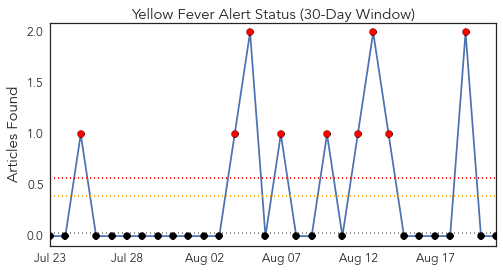 Yellow Fever Alert Status (30-Day Window)
Articles Found
2.0
1.5
1.0
0.5
0.0
Jul 23 Jul 28 Aug 02 Aug 07 Aug 12 Aug 17